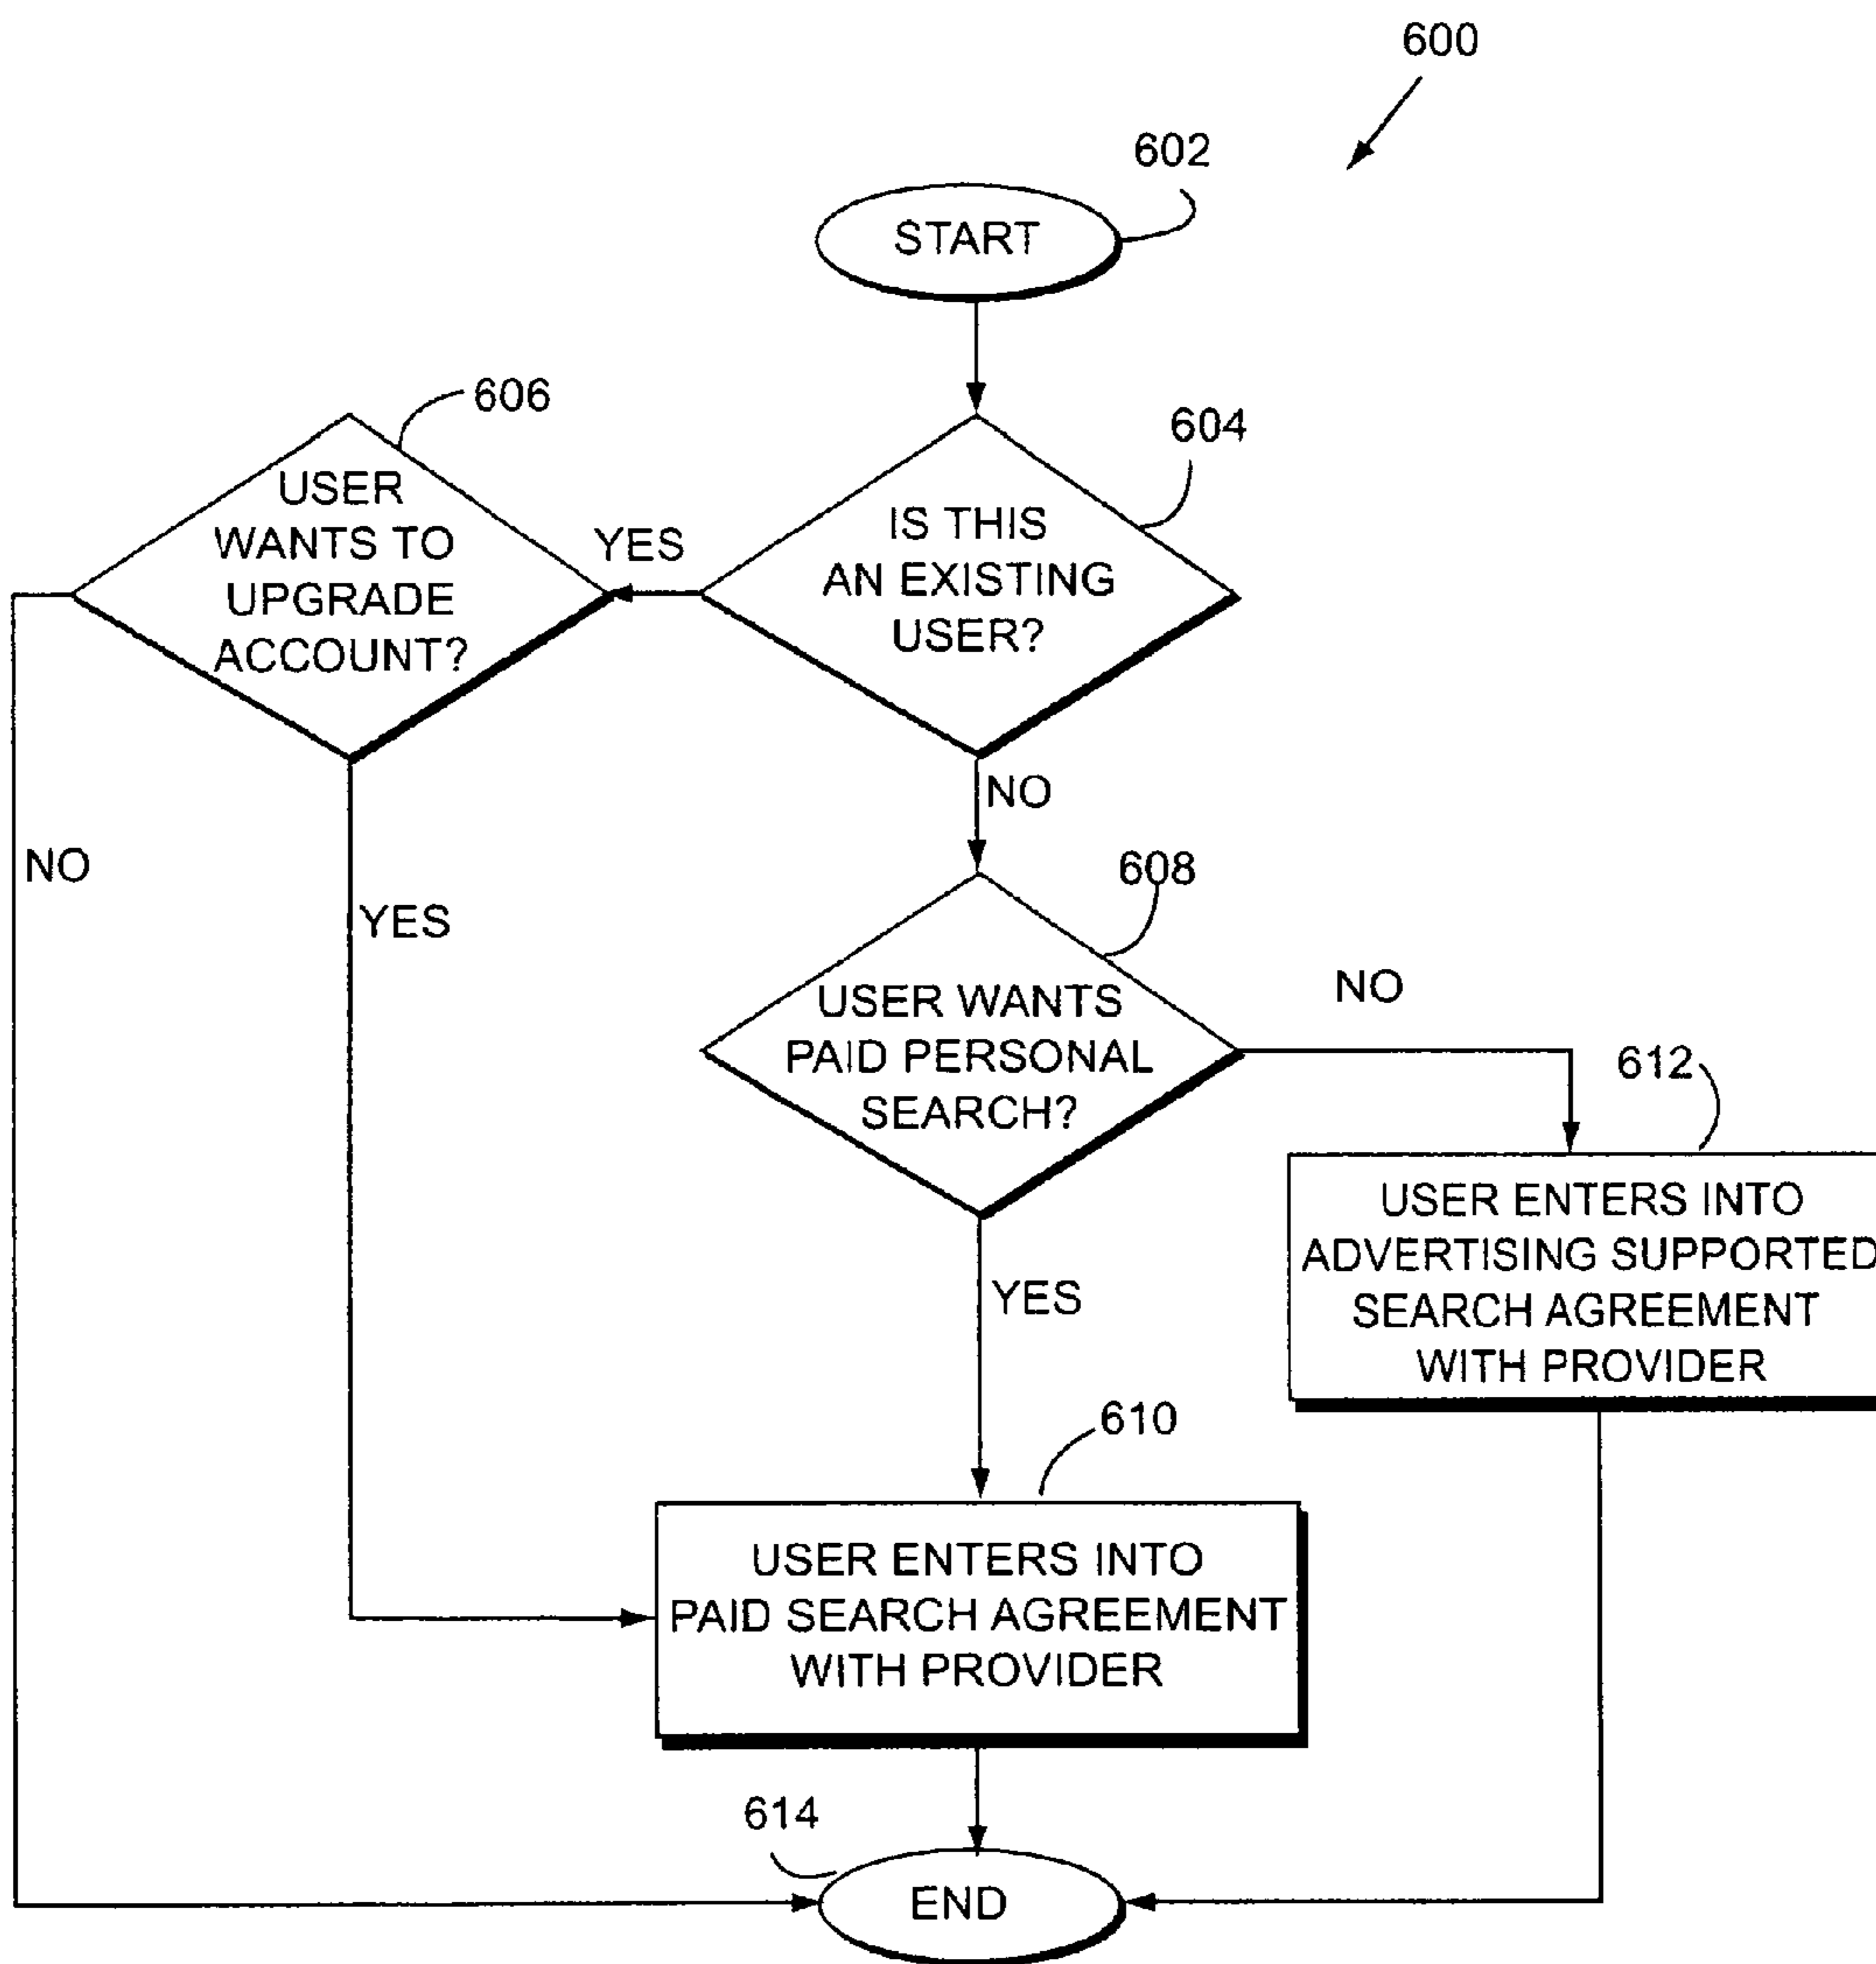 600
602
START
606
604
USER
WANTS TO
UPGRADE
ACCOUNT?
YES
IS THIS
AN EXISTING
USER?
NO
NO
YES
608
USER WANTS
PAID PERSONAL
SEARCH?
NO
612
USER ENTERS INTO
ADVERTISING SUPPORTED
SEARCH AGREEMENT
WITH PROVIDER
YES
610
USER ENTERS INTO
PAID SEARCH AGREEMENT
WITH PROVIDER
614
END